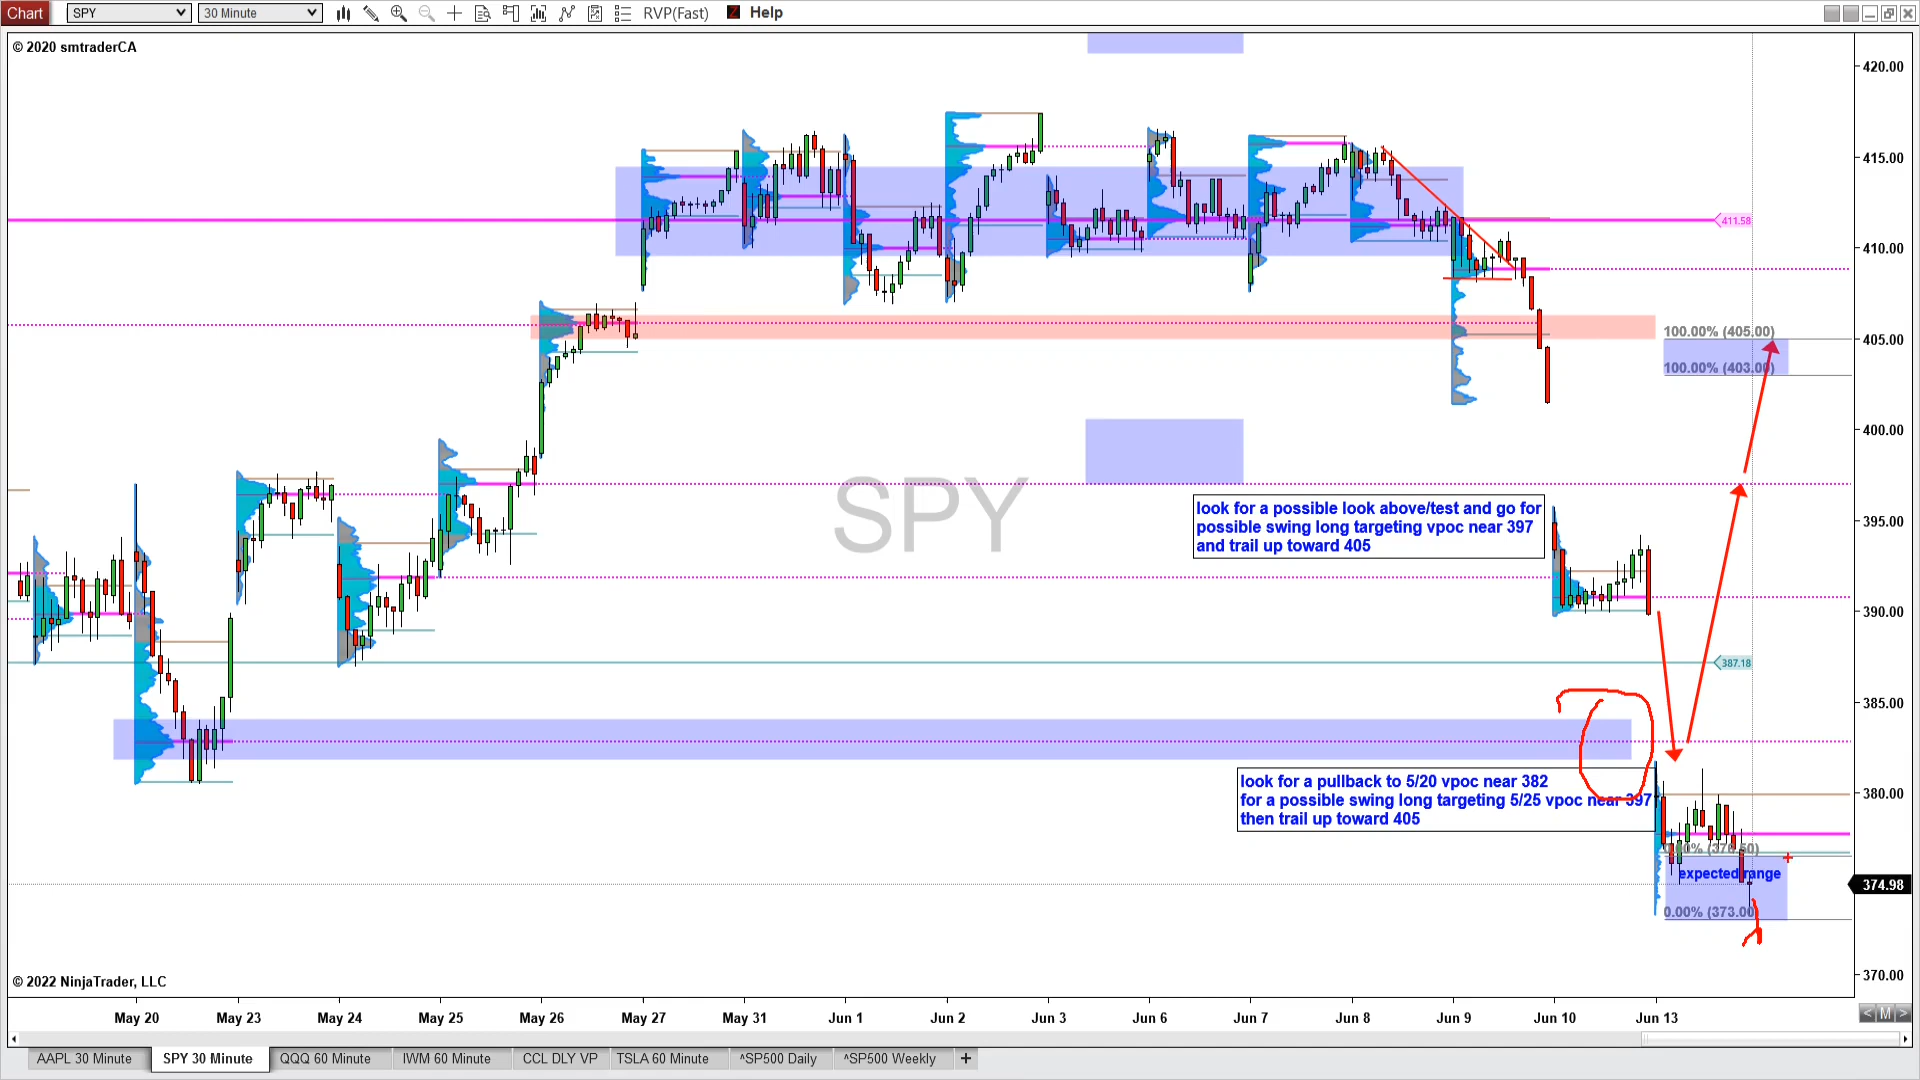 Chart SPY 30 Minute RVP(Fast) Z Help
© 2020 smtraderCA
420.00
415.00
411.58
410.00
100.00% (405.00)
405.00
100.00% (403.00)
400.00
SPY
look for a possible look above/test and go for
possible swing long targeting vpoc near 397
and trail up toward 405
395.00
390.00
387.18
385.00
look for a pullback to 5/20 vpoc near 382
for a possible swing long targeting 5/25 vpoc near 397
then trail up toward 405
380.00
expected range
374.98
0.00% (373.00)
370.00
© 2022 NinjaTrader, LLC
May 20 May 23 May 24 May 25 May 26 May 27 May 31 Jun 1 Jun 2 Jun 3 Jun 6 Jun 7 Jun 8 Jun 9 Jun 10 Jun 13
< M >
AAPL 30 Minute SPY 30 Minute QQQ 60 Minute IWM 60 Minute CCL DLY VP TSLA 60 Minute ^SP500 Daily ^SP500 Weekly +